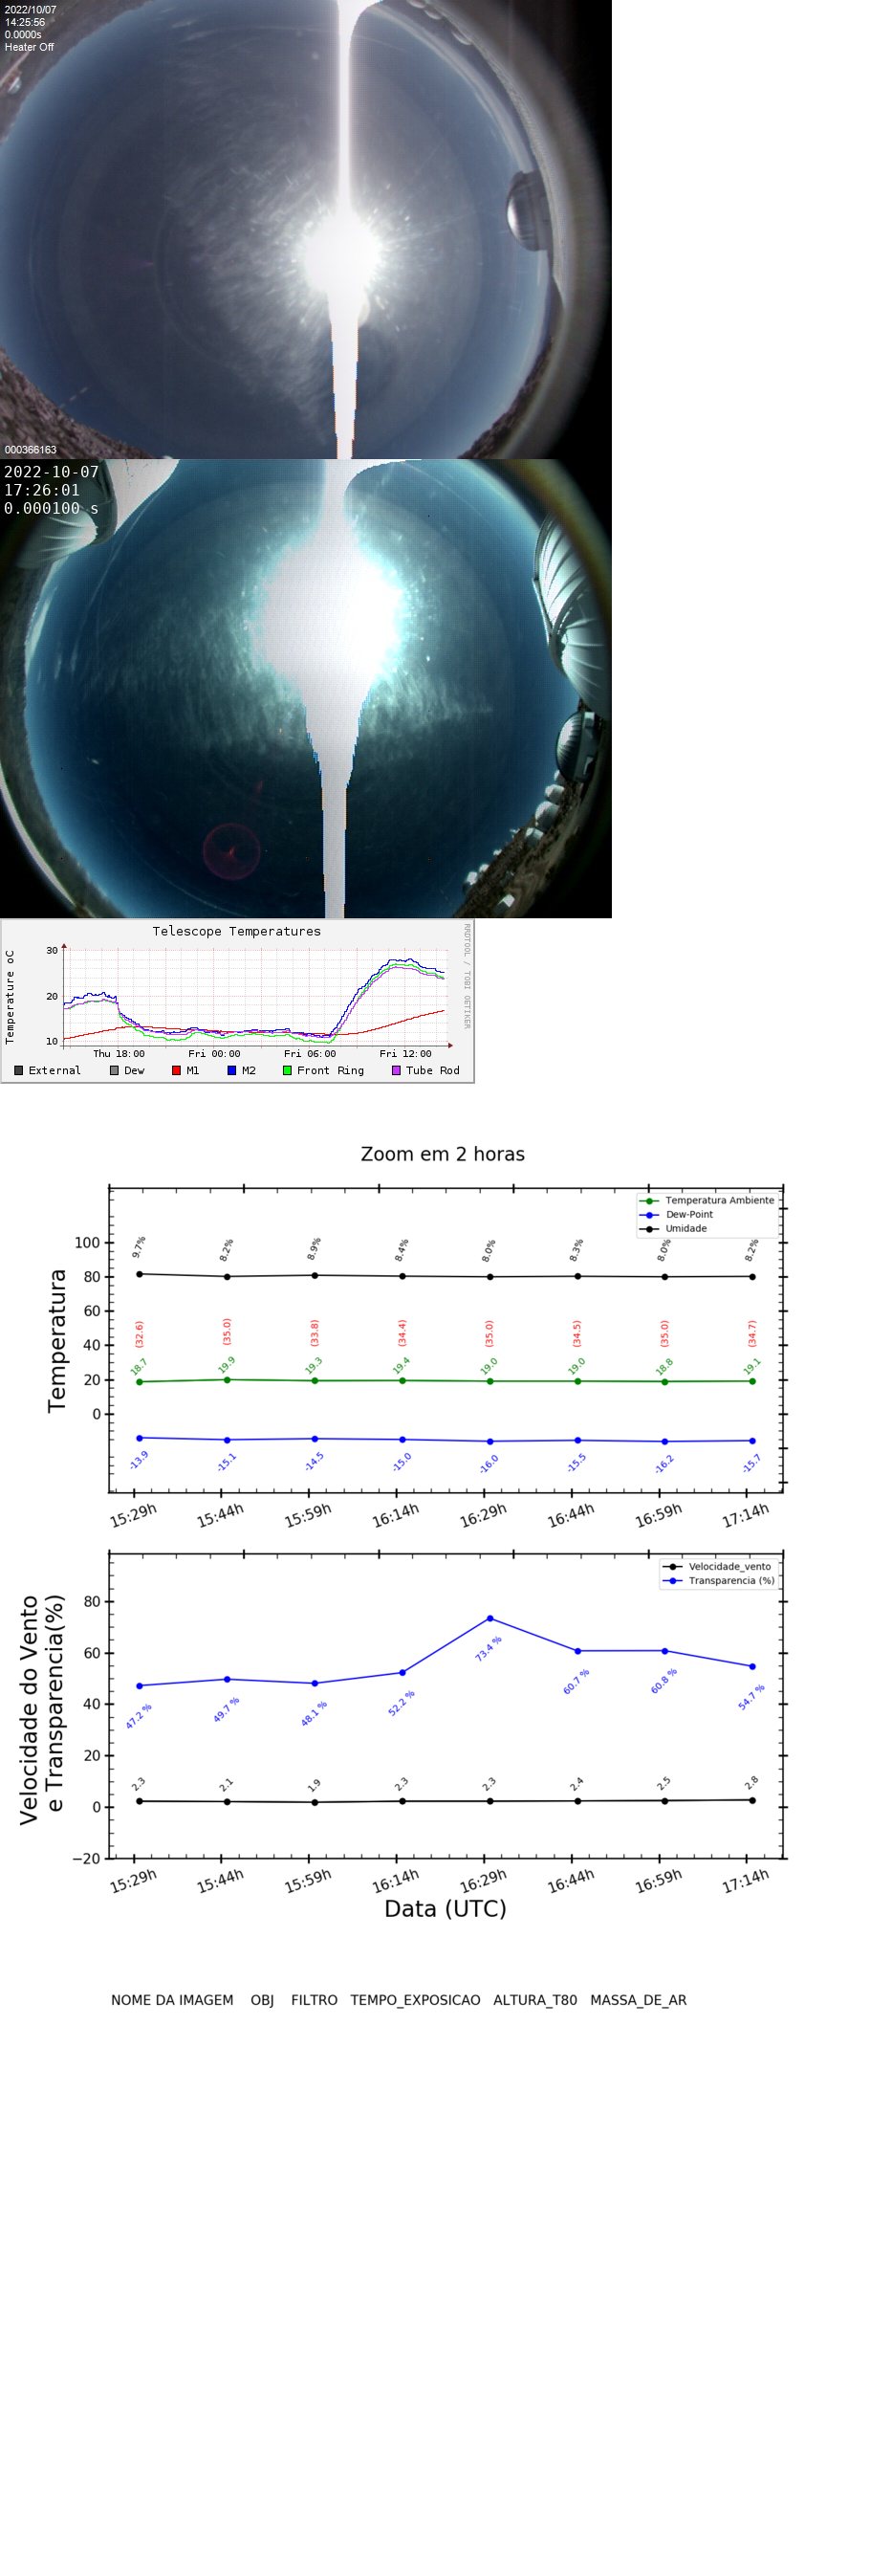 2022/10/07
14:25:56
0.0000s
Heater Off
000366163
2022-10-07
17:26:01
0.000100 s
Telescope Temperatures
RRDTOOL / TOBI OETIKER
Temperature oC
30
20
10
Thu 18:00 Fri 00:00 Fri 06:00 Fri 12:00
External Dew M1 M2 Front Ring Tube Rod
Zoom em 2 horas
Temperatura
Temperatura Ambiente
Dew-Point
Umidade
100
80
60
40
20
0
9.7% 8.2% 8.9% 8.4% 8.0% 8.3% 8.0% 8.2%
(32.6) (35.0) (33.8) (34.4) (35.0) (34.5) (35.0) (34.7)
18.7 19.9 19.3 19.4 19.0 19.0 18.8 19.1
-13.9 -15.1 -14.5 -15.0 -16.0 -15.5 -16.2 -15.7
15:29h 15:44h 15:59h 16:14h 16:29h 16:44h 16:59h 17:14h
Velocidade do Vento
e Transparencia(%)
Velocidade_vento
Transparencia (%)
80
60
40
20
0
−20
47.2 % 49.7 % 48.1 % 52.2 % 73.4 % 60.7 % 60.8 % 54.7 %
2.3 2.1 1.9 2.3 2.3 2.4 2.5 2.8
15:29h 15:44h 15:59h 16:14h 16:29h 16:44h 16:59h 17:14h
Data (UTC)
NOME DA IMAGEM OBJ FILTRO TEMPO_EXPOSICAO ALTURA_T80 MASSA_DE_AR